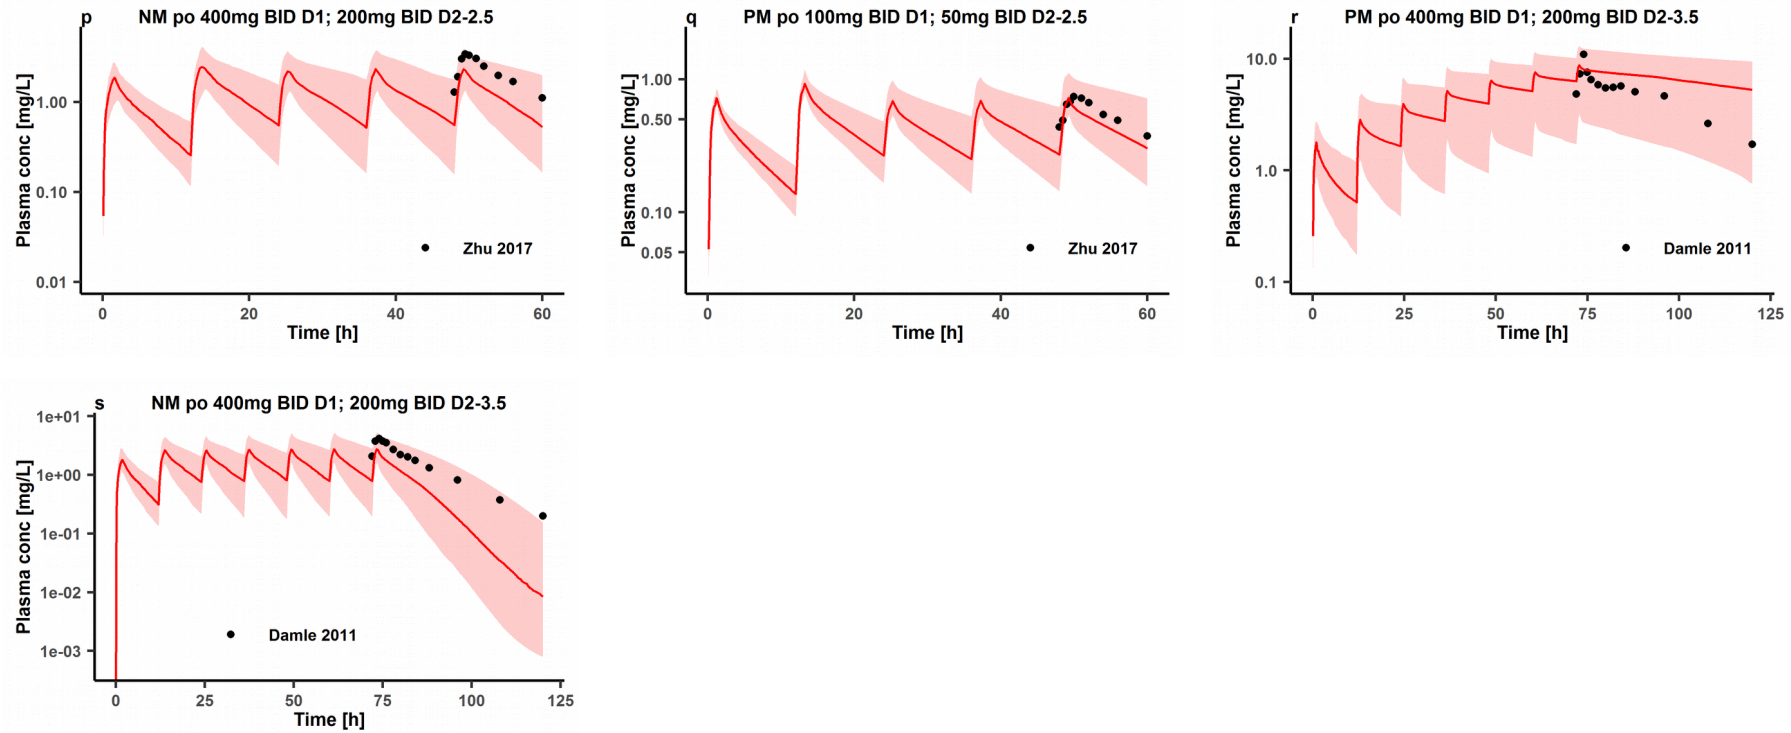 p NM po 400mg BID D1; 200mg BID D2-2.5
Plasma conc [mg/L]
1.00
0.10
0.01
Zhu 2017
0 20 40 60
Time [h]
q PM po 100mg BID D1; 50mg BID D2-2.5
Plasma conc [mg/L]
1.00
0.50
0.10
0.05
Zhu 2017
0 20 40 60
Time [h]
r PM po 400mg BID D1; 200mg BID D2-3.5
Plasma conc [mg/L]
10.0
1.0
0.1
Damle 2011
0 25 50 75 100 125
Time [h]
s NM po 400mg BID D1; 200mg BID D2-3.5
Plasma conc [mg/L]
1e+01
1e+00
1e-01
1e-02
1e-03
Damle 2011
0 25 50 75 100 125
Time [h]